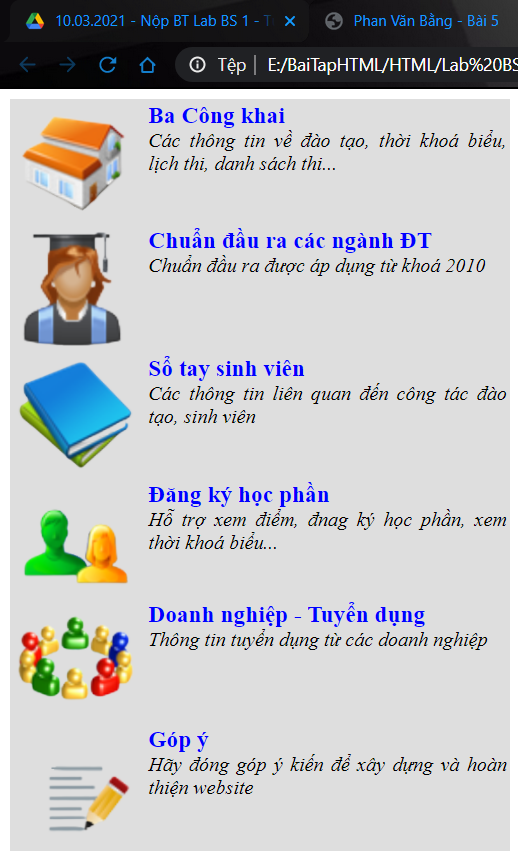 10.03.2021 - Nộp BT Lab BS 1 - T
Phan Văn Bảng - Bài 5
Tệp | E:/BaiTapHTML/HTML/Lab%20BS
Ba Công khai
Các thông tin về đào tạo, thời khoá biểu,
lịch thi, danh sách thi...
Chuẩn đầu ra các ngành ĐT
Chuẩn đầu ra được áp dụng từ khoá 2010
Sổ tay sinh viên
Các thông tin liên quan đến công tác đào
tạo, sinh viên
Đăng ký học phần
Hỗ trợ xem điểm, đnag ký học phần, xem
thời khoá biểu...
Doanh nghiệp - Tuyển dụng
Thông tin tuyển dụng từ các doanh nghiệp
Góp ý
Hãy đóng góp ý kiến để xây dựng và hoàn
thiện website